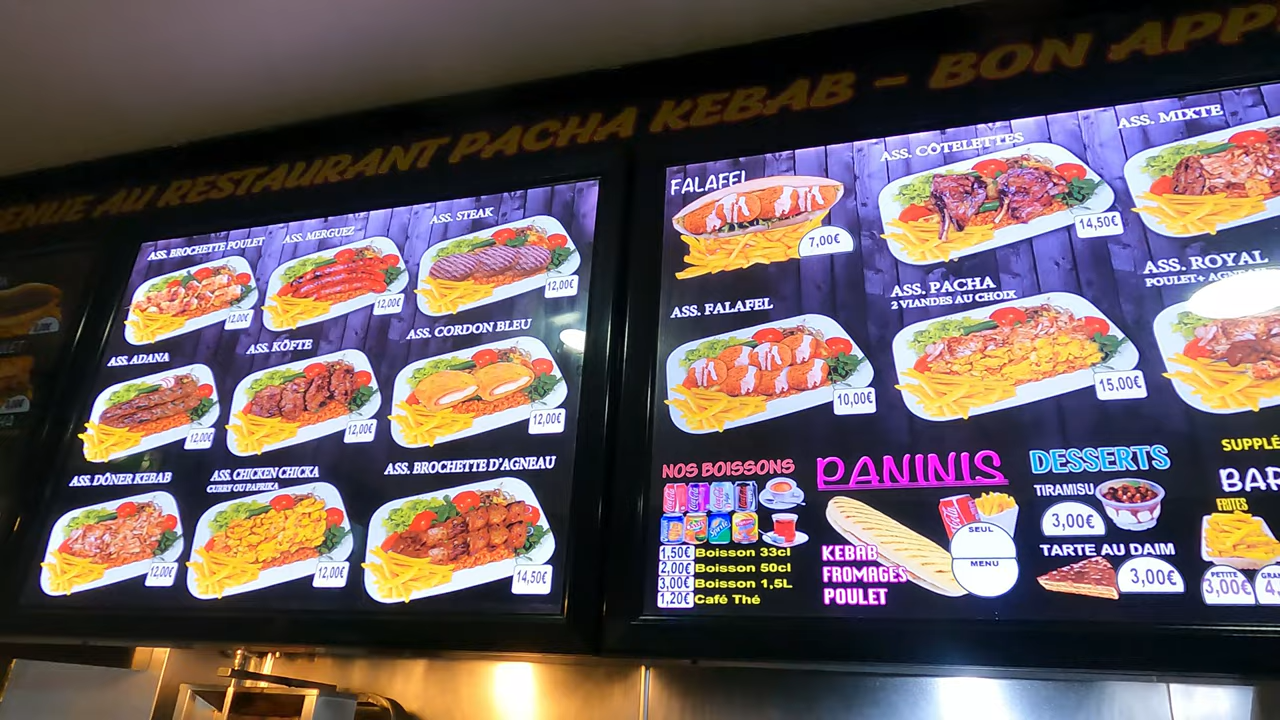 ENUE AU RESTAURANT PACHA KEBAB - BON APP
ASS. BROCHETTE POULET
12,00€
ASS. MERGUEZ
12,00€
ASS. STEAK
12,00€
ASS. ADANA
12,00€
ASS. KÖFTE
12,00€
ASS. CORDON BLEU
12,00€
ASS. DÖNER KEBAB
12,00€
ASS. CHICKEN CHICKA
CURRY OU PAPRIKA
12,00€
ASS. BROCHETTE D'AGNEAU
14,50€
FALAFEL
7,00€
ASS. CÔTELETTES
14,50€
ASS. MIXTE
ASS. FALAFEL
10,00€
ASS. PACHA
2 VIANDES AU CHOIX
15,00€
ASS. ROYAL
POULET+ AGNEAU
NOS BOISSONS
1,50€ Boisson 33cl
2,00€ Boisson 50cl
3,00€ Boisson 1,5L
1,20€ Café Thé
PANINIS
KEBAB
FROMAGES
POULET
SEUL
MENU
DESSERTS
TIRAMISU
3,00€
TARTE AU DAIM
3,00€
SUPPLÉ
BAR
FRITES
PETITE
3,00€
GRAN
4,